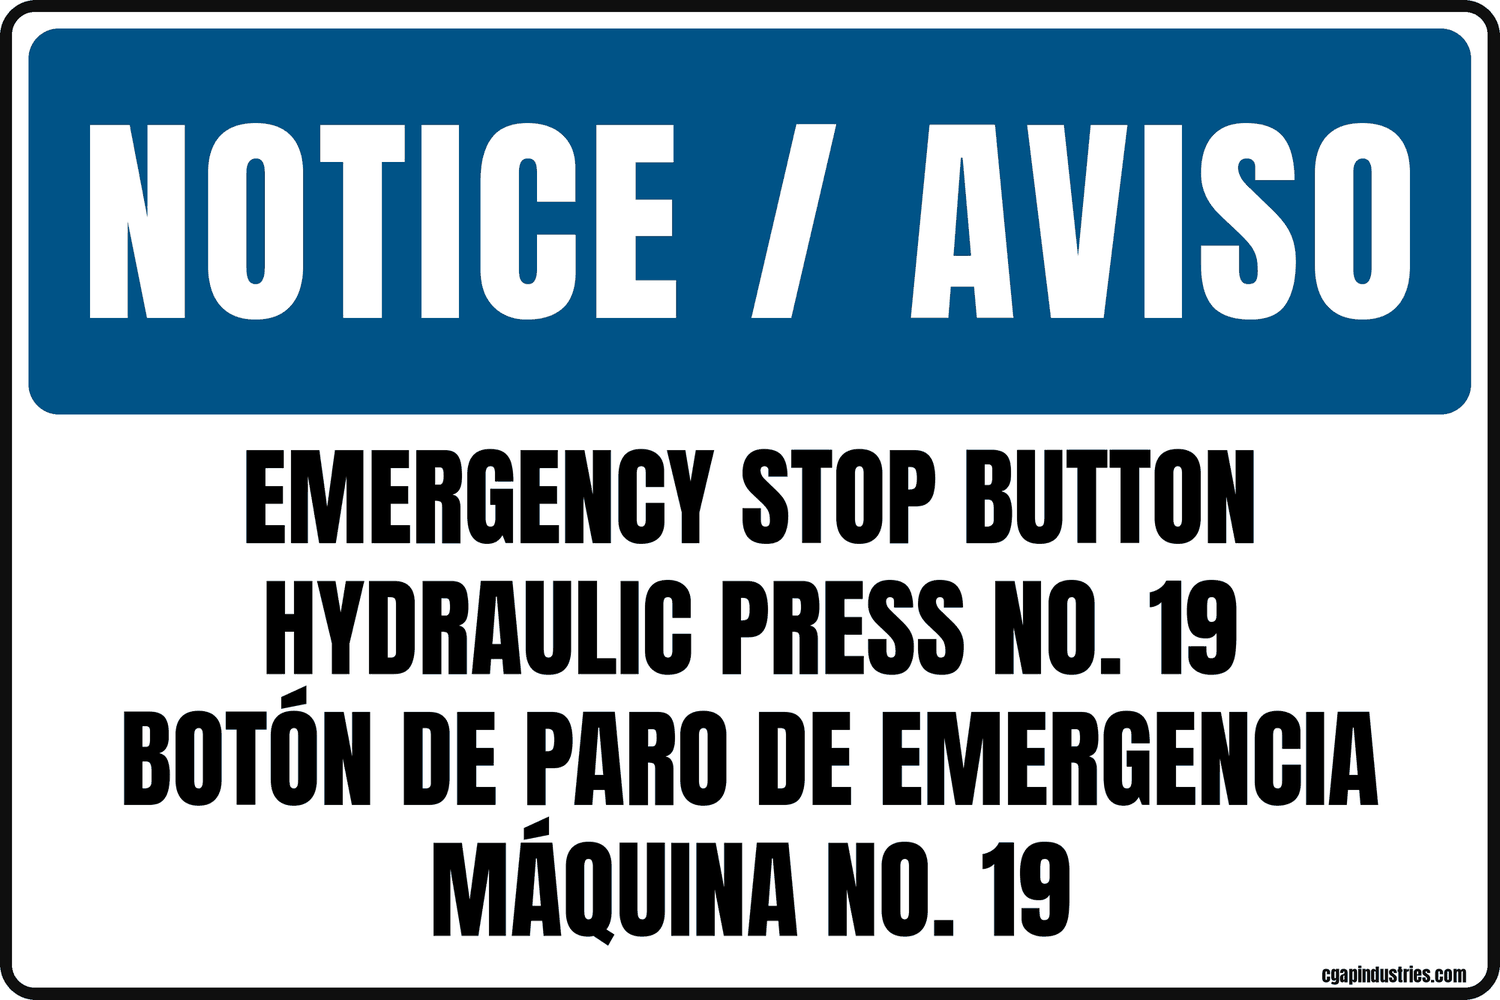 NOTICE / AVISO
EMERGENCY STOP BUTTON
HYDRAULIC PRESS NO. 19
BOTÓN DE PARO DE EMERGENCIA
MÁQUINA NO. 19
cgapindustries.com